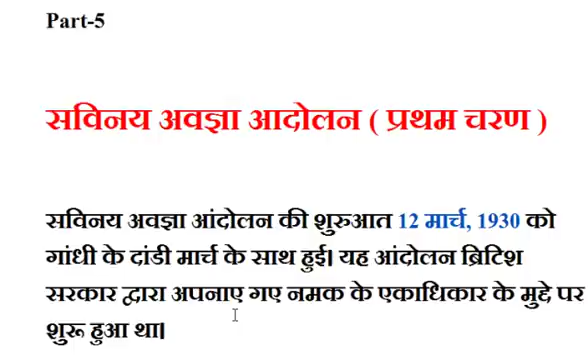 Part-5
सविनय अवज्ञा आदोलन ( प्रथम चरण )
सविनय अवज्ञा आंदोलन की शुरुआत 12 मार्च, 1930 को
गांधी के दांडी मार्च के साथ हुई। यह आंदोलन ब्रिटिश
सरकार द्वारा अपनाए गए नमक के एकाधिकार के मुद्दे पर
शुरू हुआ था।